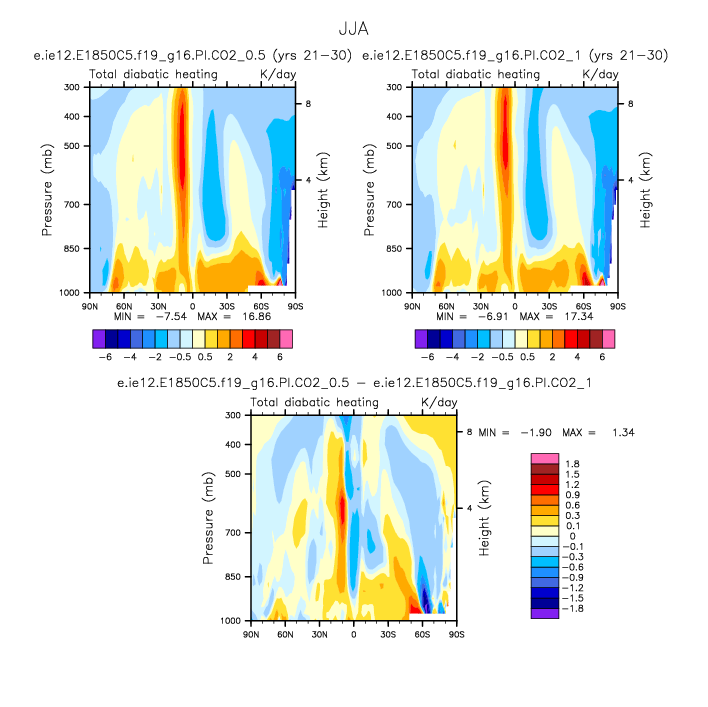 JJA
e.ie12.E1850C5.f19_g16.PI.CO2_0.5 (yrs 21-30) e.ie12.E1850C5.f19_g16.PI.CO2_1 (yrs 21-30)
Total diabatic heating K/day Total diabatic heating K/day
300 400 500 700 850 1000
Pressure (mb)
8 4
Height (km)
90N 60N 30N 0 30S 60S 90S
MIN = -7.54 MAX = 16.86
-6 -4 -2 -0.5 0.5 2 4 6
300 400 500 700 850 1000
Pressure (mb)
8 4
Height (km)
90N 60N 30N 0 30S 60S 90S
MIN = -6.91 MAX = 17.34
-6 -4 -2 -0.5 0.5 2 4 6
e.ie12.E1850C5.f19_g16.PI.CO2_0.5 - e.ie12.E1850C5.f19_g16.PI.CO2_1
Total diabatic heating K/day
300 400 500 700 850 1000
Pressure (mb)
8 4
Height (km)
90N 60N 30N 0 30S 60S 90S
MIN = -1.90 MAX = 1.34
1.8
1.5
1.2
0.9
0.6
0.3
0.1
0
-0.1
-0.3
-0.6
-0.9
-1.2
-1.5
-1.8